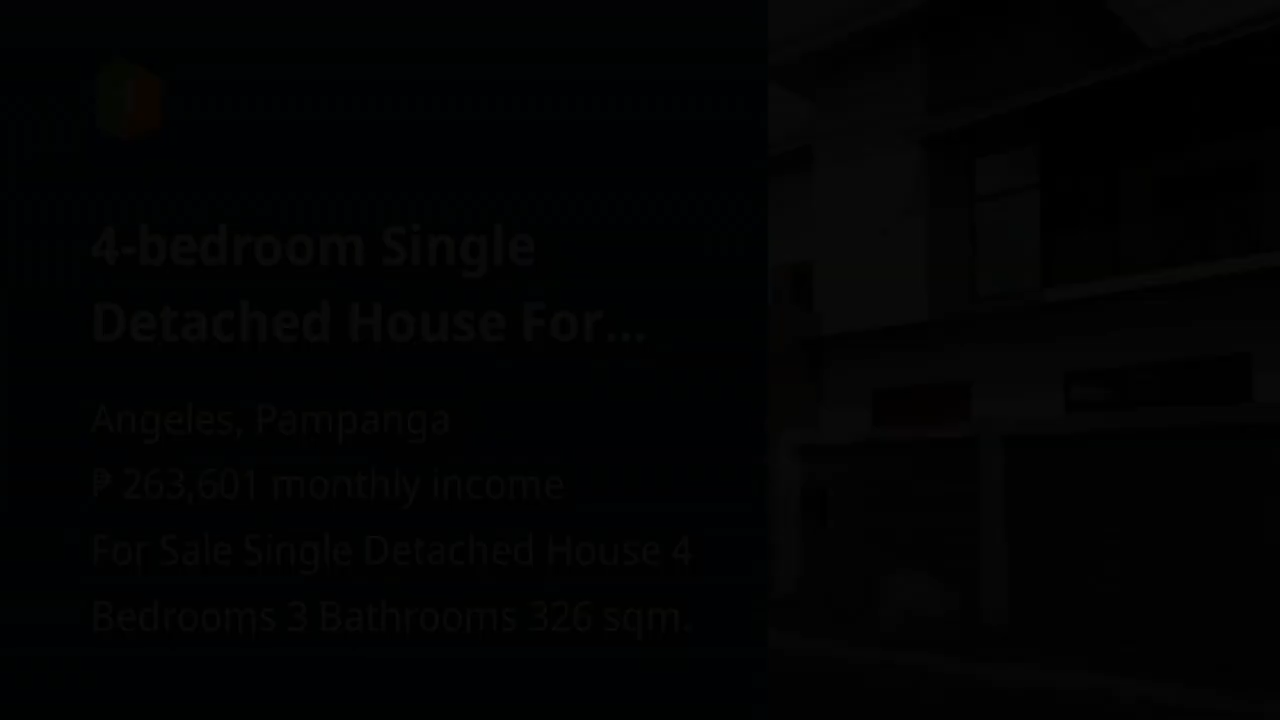 4-bedroom Single
Detached House For...
Angeles, Pampanga
₱ 263,601 monthly income
For Sale Single Detached House 4
Bedrooms 3 Bathrooms 326 sqm.